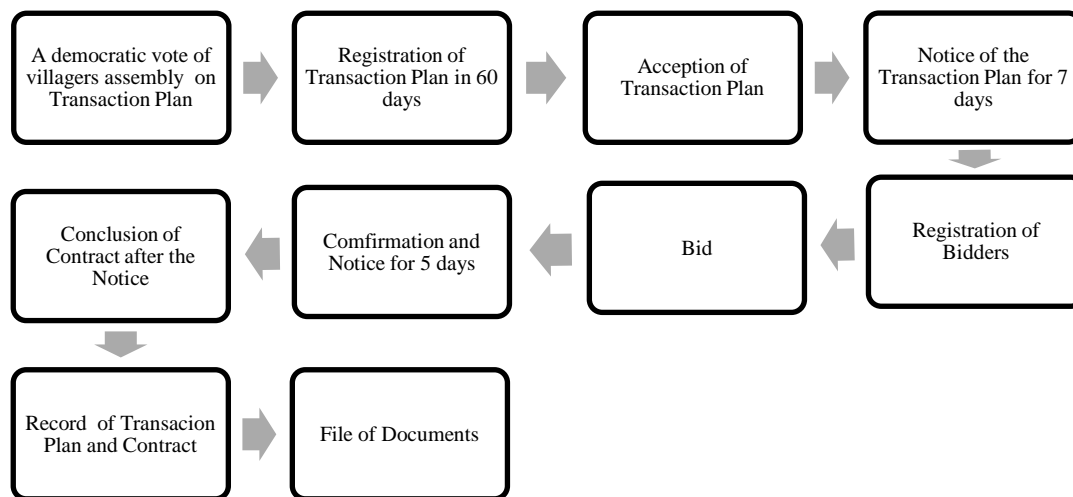 A democratic vote of
villagers assembly on
Transaction Plan
Registration of
Transaction Plan in 60
days
Acception of
Transaction Plan
Notice of the
Transaction Plan for 7
days
Registration of
Bidders
Bid
Comfirmation and
Notice for 5 days
Conclusion of
Contract after the
Notice
Record of Transacion
Plan and Contract
File of Documents